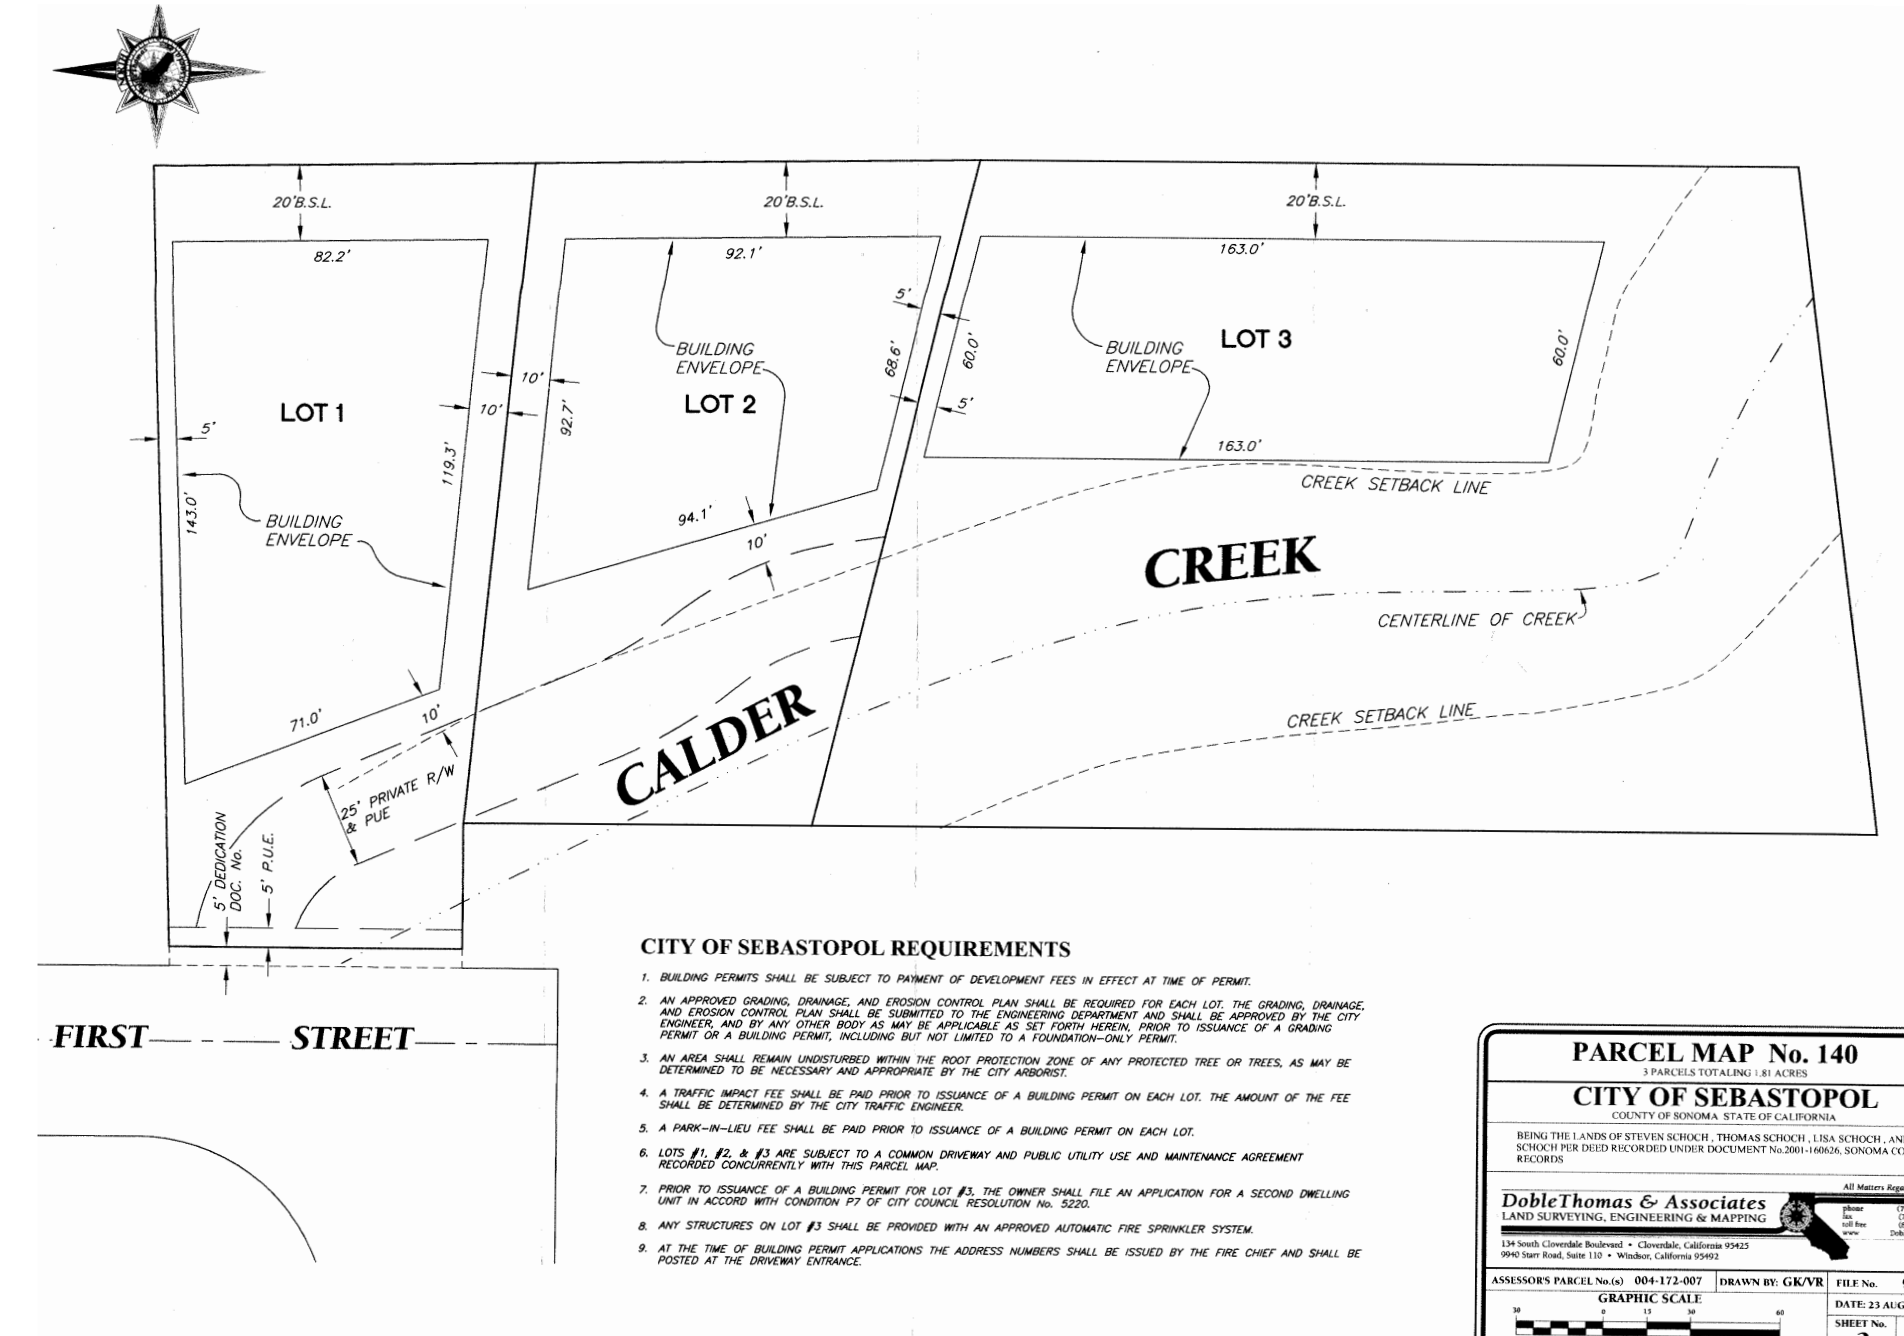 20'B.S.L.
20'B.S.L.
20'B.S.L.
82.2'
92.1'
163.0'
5'
LOT 3
BUILDING
ENVELOPE
BUILDING
ENVELOPE
68.6'
60.0'
60.0'
10'
LOT 2
LOT 1
10'
5'
5'
92.7'
119.3'
163.0'
CREEK SETBACK LINE
143.0'
BUILDING
ENVELOPE
94.1'
10'
CREEK
CENTERLINE OF CREEK
71.0'
10'
CALDER
CREEK SETBACK LINE
25' PRIVATE R/W
& PUE
5' DEDICATION
DOC. No.
5' P.U.E.
FIRST STREET
CITY OF SEBASTOPOL REQUIREMENTS
1. BUILDING PERMITS SHALL BE SUBJECT TO PAYMENT OF DEVELOPMENT FEES IN EFFECT AT TIME OF PERMIT.
2. AN APPROVED GRADING, DRAINAGE, AND EROSION CONTROL PLAN SHALL BE REQUIRED FOR EACH LOT. THE GRADING, DRAINAGE,
AND EROSION CONTROL PLAN SHALL BE SUBMITTED TO THE ENGINEERING DEPARTMENT AND SHALL BE APPROVED BY THE CITY
ENGINEER, AND BY ANY OTHER BODY AS MAY BE APPLICABLE AS SET FORTH HEREIN, PRIOR TO ISSUANCE OF A GRADING
PERMIT OR A BUILDING PERMIT, INCLUDING BUT NOT LIMITED TO A FOUNDATION-ONLY PERMIT.
3. AN AREA SHALL REMAIN UNDISTURBED WITHIN THE ROOT PROTECTION ZONE OF ANY PROTECTED TREE OR TREES, AS MAY BE
DETERMINED TO BE NECESSARY AND APPROPRIATE BY THE CITY ARBORIST.
4. A TRAFFIC IMPACT FEE SHALL BE PAID PRIOR TO ISSUANCE OF A BUILDING PERMIT ON EACH LOT. THE AMOUNT OF THE FEE
SHALL BE DETERMINED BY THE CITY TRAFFIC ENGINEER.
5. A PARK-IN-LIEU FEE SHALL BE PAID PRIOR TO ISSUANCE OF A BUILDING PERMIT ON EACH LOT.
6. LOTS #1, #2, & #3 ARE SUBJECT TO A COMMON DRIVEWAY AND PUBLIC UTILITY USE AND MAINTENANCE AGREEMENT
RECORDED CONCURRENTLY WITH THIS PARCEL MAP.
7. PRIOR TO ISSUANCE OF A BUILDING PERMIT FOR LOT #3, THE OWNER SHALL FILE AN APPLICATION FOR A SECOND DWELLING
UNIT IN ACCORD WITH CONDITION P7 OF CITY COUNCIL RESOLUTION No. 5220.
8. ANY STRUCTURES ON LOT #3 SHALL BE PROVIDED WITH AN APPROVED AUTOMATIC FIRE SPRINKLER SYSTEM.
9. AT THE TIME OF BUILDING PERMIT APPLICATIONS THE ADDRESS NUMBERS SHALL BE ISSUED BY THE FIRE CHIEF AND SHALL BE
POSTED AT THE DRIVEWAY ENTRANCE.
PARCEL MAP No. 140
3 PARCELS TOTALING 1.81 ACRES
CITY OF SEBASTOPOL
COUNTY OF SONOMA STATE OF CALIFORNIA
BEING THE LANDS OF STEVEN SCHOCH , THOMAS SCHOCH , LISA SCHOCH , AN
SCHOCH PER DEED RECORDED UNDER DOCUMENT No.2001-160626, SONOMA CO
RECORDS
All Matters Rega
DobleThomas & Associates
LAND SURVEYING, ENGINEERING & MAPPING
phone (7
fax
toll free (8
www Dob
134 South Cloverdale Boulevard • Cloverdale, California 95425
9940 Starr Road, Suite 110 • Windsor, California 95492
ASSESSOR'S PARCEL No.(s) 004-172-007 DRAWN BY: GK/VR FILE No.
GRAPHIC SCALE
DATE: 23 AUG
30 0 15 30 60
SHEET No.